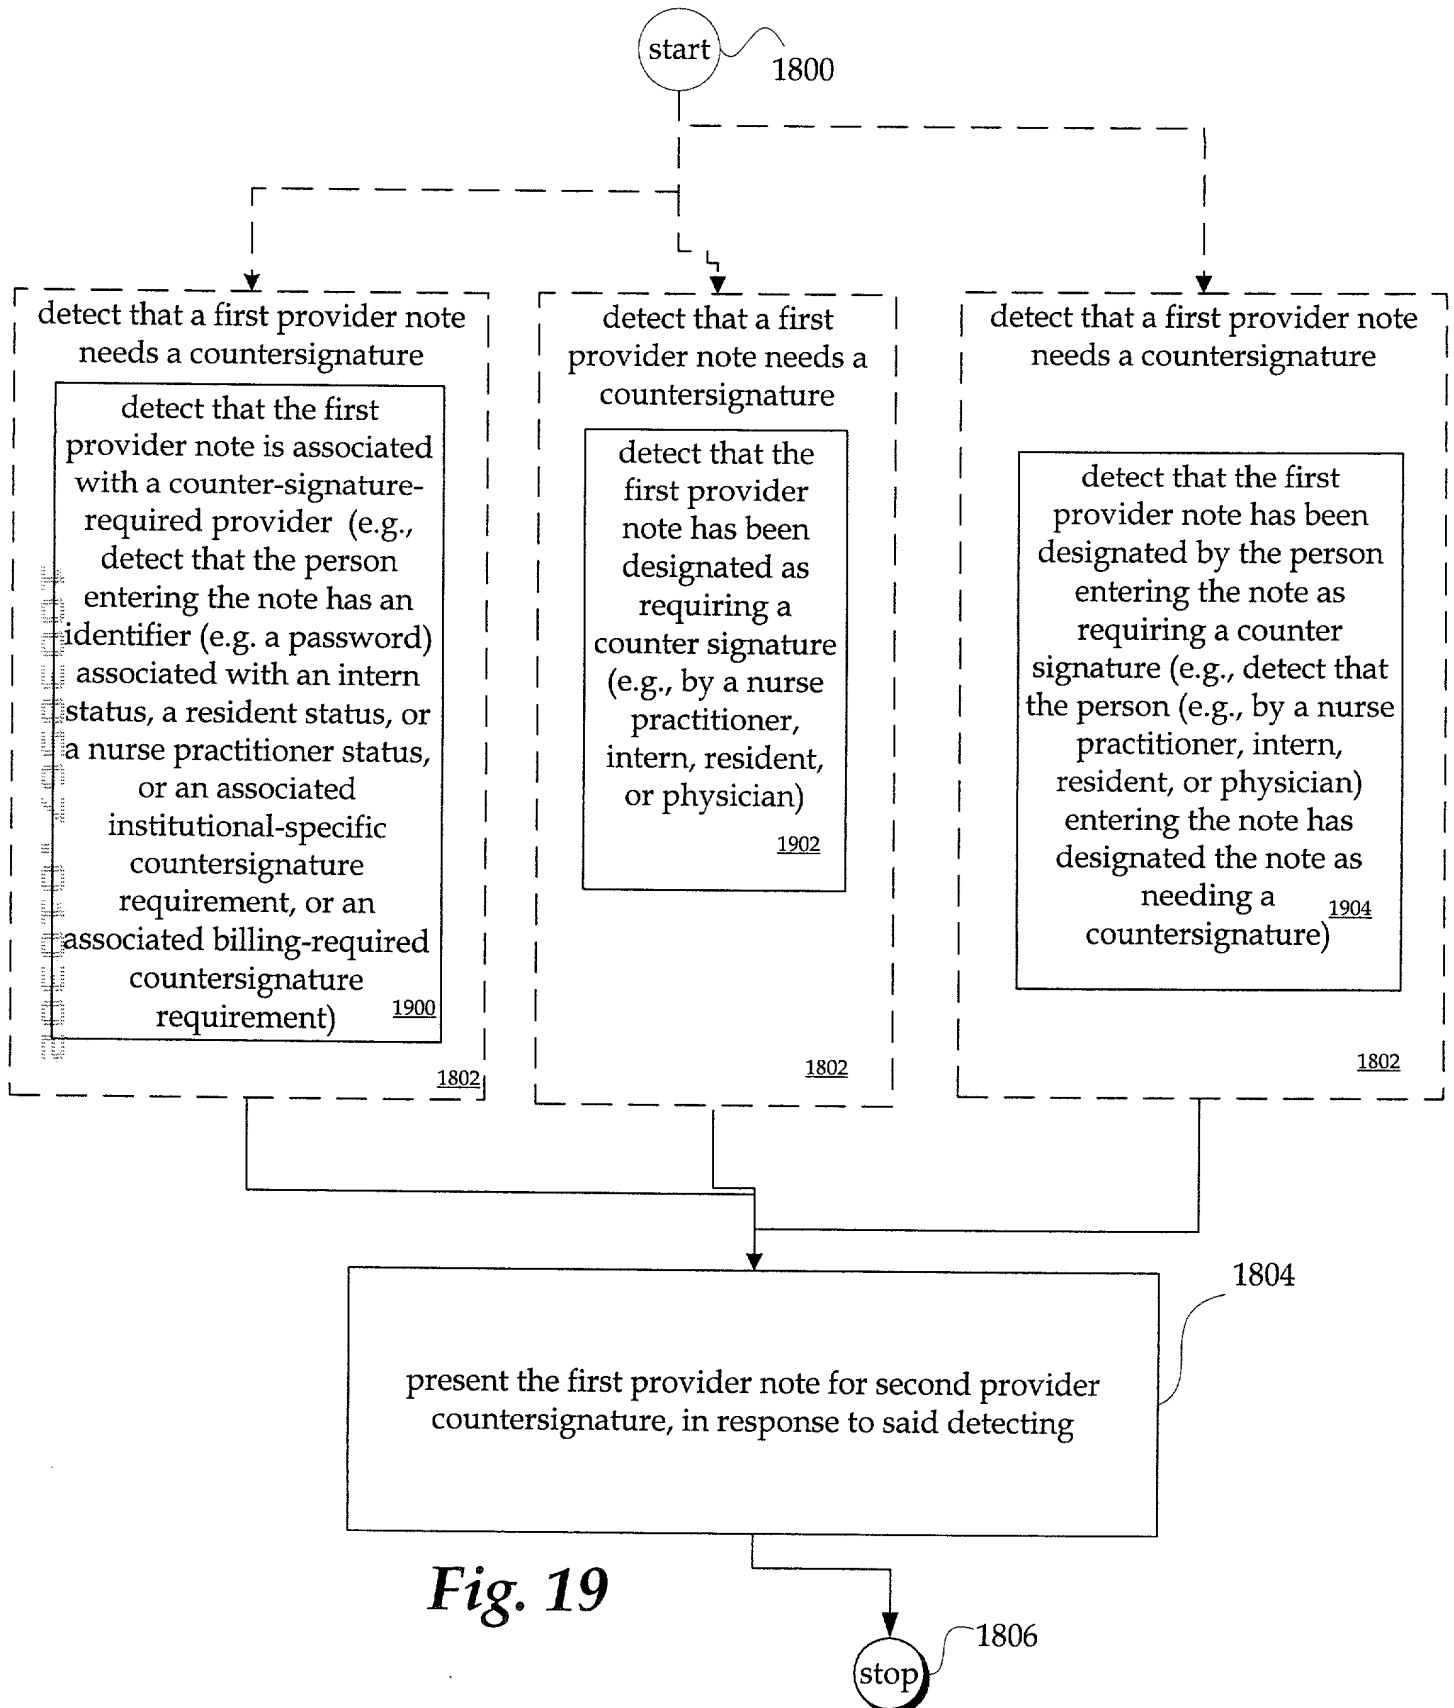 start
1800
detect that a first provider note
needs a countersignature
detect that the first
provider note is associated
with a counter-signature-
required provider (e.g.,
detect that the person
entering the note has an
identifier (e.g. a password)
associated with an intern
status, a resident status, or
a nurse practitioner status,
or an associated
institutional-specific
countersignature
requirement, or an
associated billing-required
countersignature
requirement)
1900
1802
detect that a first
provider note needs a
countersignature
detect that the
first provider
note has been
designated as
requiring a
counter signature
(e.g., by a nurse
practitioner,
intern, resident,
or physician)
1902
1802
detect that a first provider note
needs a countersignature
detect that the first
provider note has been
designated by the person
entering the note as
requiring a counter
signature (e.g., detect that
the person (e.g., by a nurse
practitioner, intern,
resident, or physician)
entering the note has
designated the note as
needing a
countersignature)
1904
1802
1804
present the first provider note for second provider
countersignature, in response to said detecting
Fig. 19
1806
stop